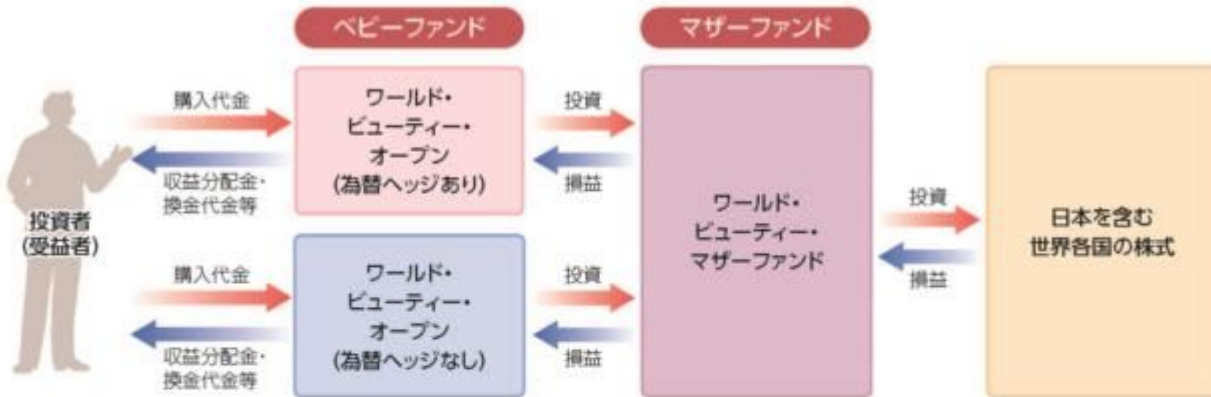 ベビーファンド
マザーファンド
購入代金
収益分配金・
換金代金等
投資者
(受益者)
購入代金
収益分配金・
換金代金等
ワールド・
ビューティー・
オープン
(為替ヘッジあり)
ワールド・
ビューティー・
オープン
(為替ヘッジなし)
投資
損益
投資
損益
ワールド・
ビューティー・
マザーファンド
投資
損益
日本を含む
世界各国の株式